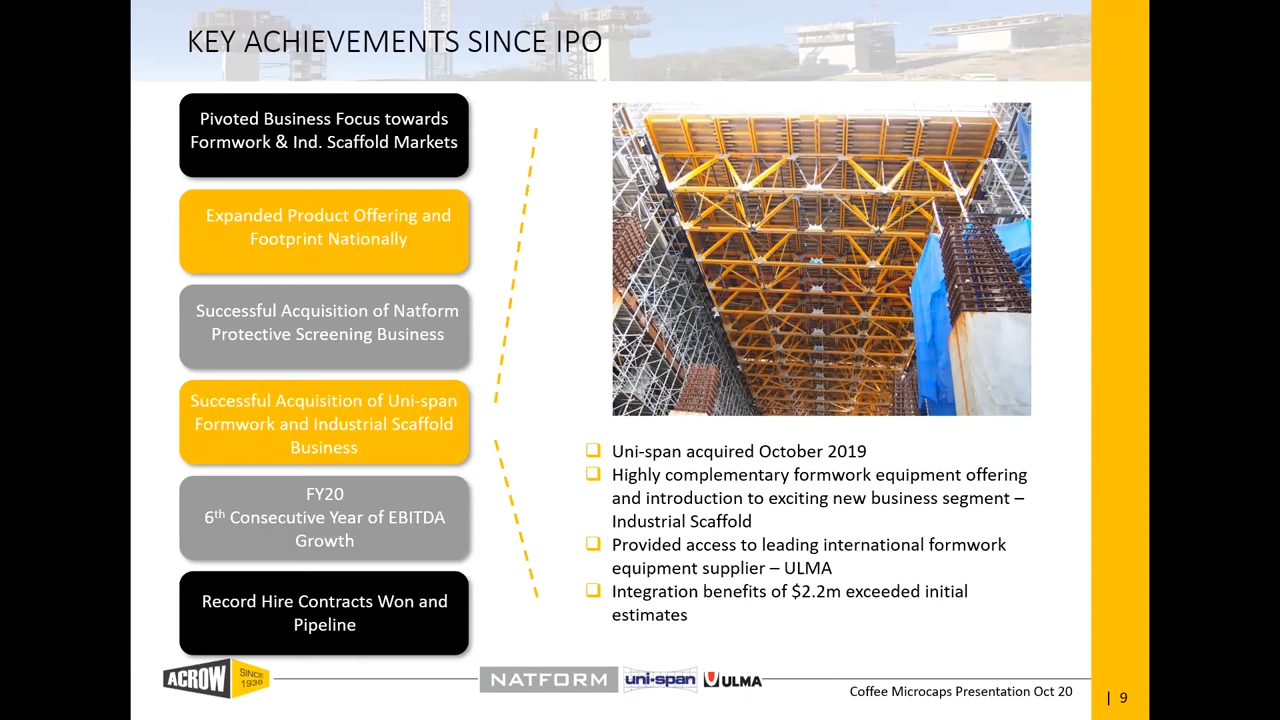 KEY ACHIEVEMENTS SINCE IPO
Pivoted Business Focus towards
Formwork & Ind. Scaffold Markets
Expanded Product Offering and
Footprint Nationally
Successful Acquisition of Natform
Protective Screening Business
Successful Acquisition of Uni-span
Formwork and Industrial Scaffold
Business
FY20
6th Consecutive Year of EBITDA
Growth
Record Hire Contracts Won and
Pipeline
Uni-span acquired October 2019
Highly complementary formwork equipment offering
and introduction to exciting new business segment –
Industrial Scaffold
Provided access to leading international formwork
equipment supplier – ULMA
Integration benefits of $2.2m exceeded initial
estimates
ACROW
SINCE
1936
NATFORM
uni-span
ULMA
Coffee Microcaps Presentation Oct 20
| 9